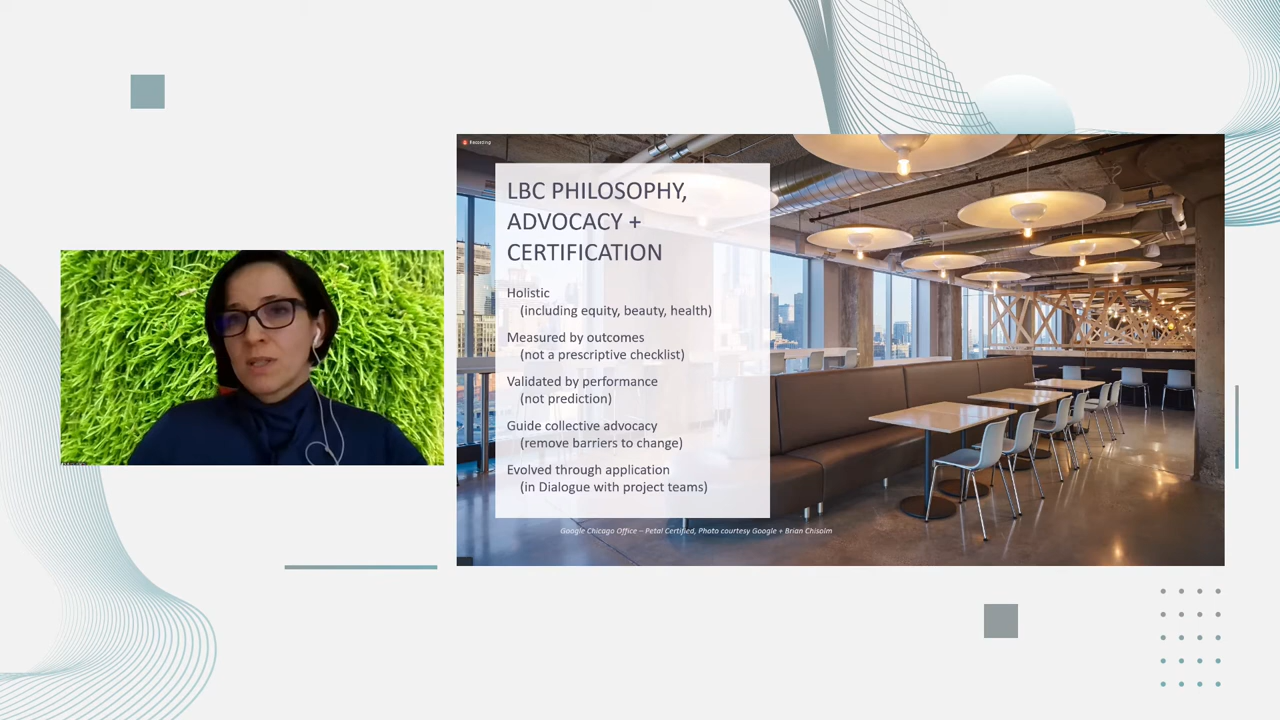 Recording
LBC PHILOSOPHY,
ADVOCACY +
CERTIFICATION
Holistic
(including equity, beauty, health)
Measured by outcomes
(not a prescriptive checklist)
Validated by performance
(not prediction)
Guide collective advocacy
(remove barriers to change)
Evolved through application
(in Dialogue with project teams)
Google Chicago Office – Petal Certified, Photo courtesy Google + Brian Chisolm